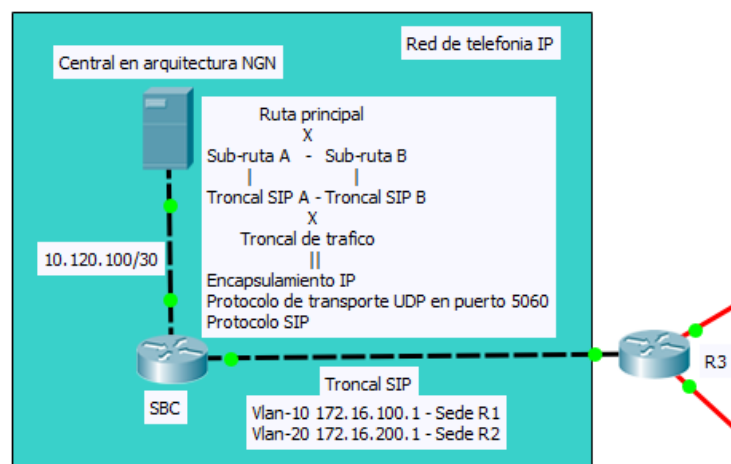 Red de telefonia IP
Central en arquitectura NGN
Ruta principal
X
Sub-ruta A - Sub-ruta B
| |
Troncal SIP A - Troncal SIP B
X
Troncal de trafico
||
Encapsulamiento IP
Protocolo de transporte UDP en puerto 5060
Protocolo SIP
10.120.100/30
SBC
Troncal SIP
Vlan-10 172.16.100.1 - Sede R1
Vlan-20 172.16.200.1 - Sede R2
R3